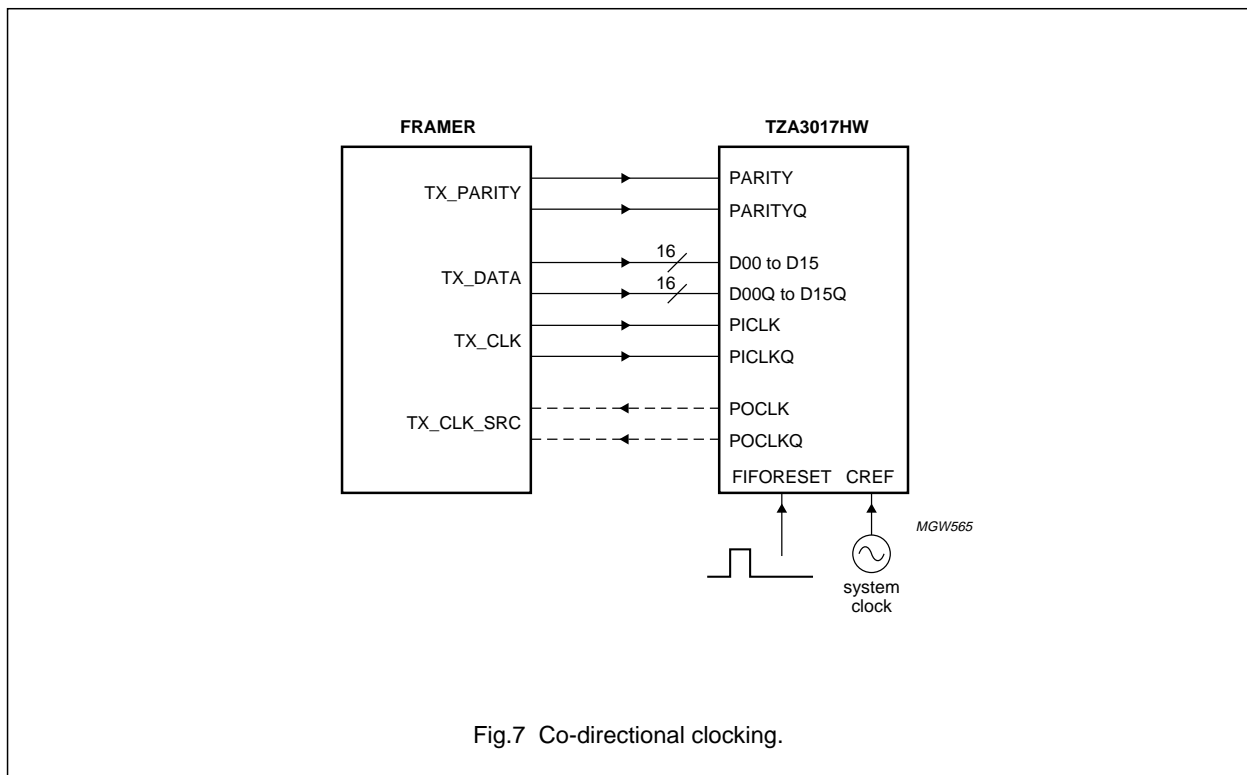 FRAMER
TZA3017HW
TX_PARITY
PARITY
PARITYQ
TX_DATA
16
D00 to D15
16
D00Q to D15Q
TX_CLK
PICLK
PICLKQ
TX_CLK_SRC
POCLK
POCLKQ
FIFORESET
CREF
MGW565
system
clock
Fig.7 Co-directional clocking.